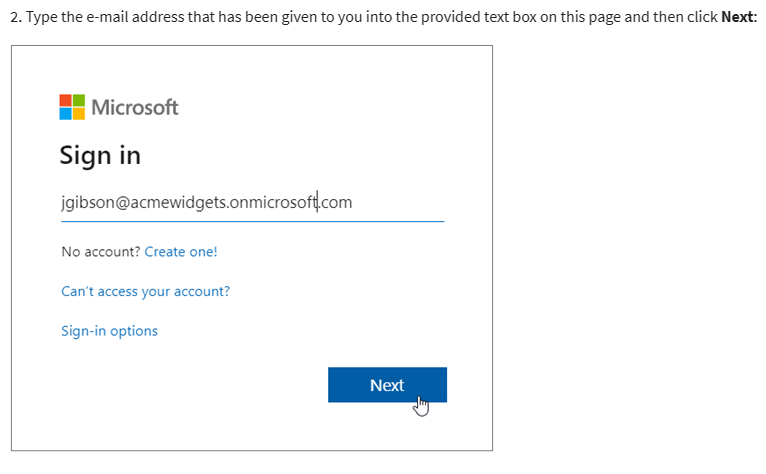 2. Type the e-mail address that has been given to you into the provided text box on this page and then click Next:
Microsoft
Sign in
jgibson@acmewidgets.onmicrosoft.com
No account? Create one!
Can't access your account?
Sign-in options
Next